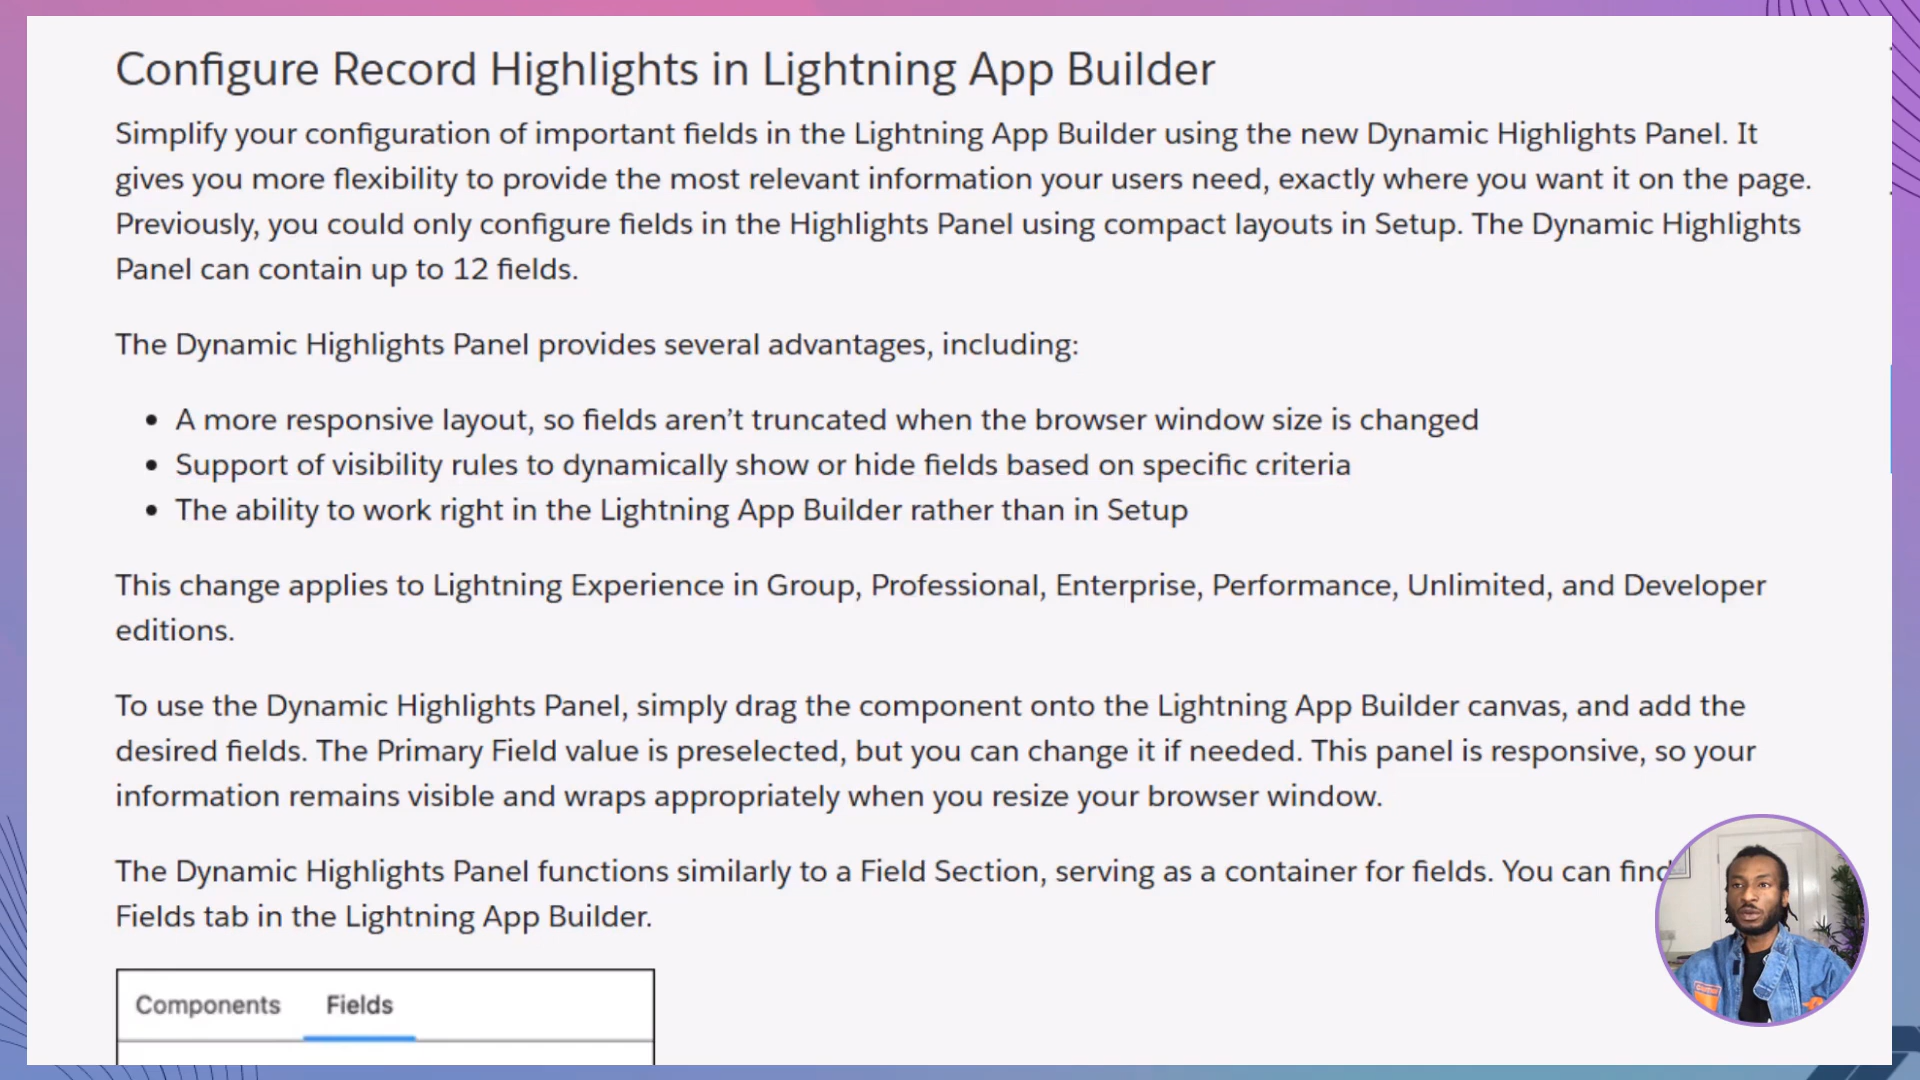 Configure Record Highlights in Lightning App Builder
Simplify your configuration of important fields in the Lightning App Builder using the new Dynamic Highlights Panel. It
gives you more flexibility to provide the most relevant information your users need, exactly where you want it on the page.
Previously, you could only configure fields in the Highlights Panel using compact layouts in Setup. The Dynamic Highlights
Panel can contain up to 12 fields.
The Dynamic Highlights Panel provides several advantages, including:
• A more responsive layout, so fields aren’t truncated when the browser window size is changed
• Support of visibility rules to dynamically show or hide fields based on specific criteria
• The ability to work right in the Lightning App Builder rather than in Setup
This change applies to Lightning Experience in Group, Professional, Enterprise, Performance, Unlimited, and Developer
editions.
To use the Dynamic Highlights Panel, simply drag the component onto the Lightning App Builder canvas, and add the
desired fields. The Primary Field value is preselected, but you can change it if needed. This panel is responsive, so your
information remains visible and wraps appropriately when you resize your browser window.
The Dynamic Highlights Panel functions similarly to a Field Section, serving as a container for fields. You can find
Fields tab in the Lightning App Builder.
Components Fields